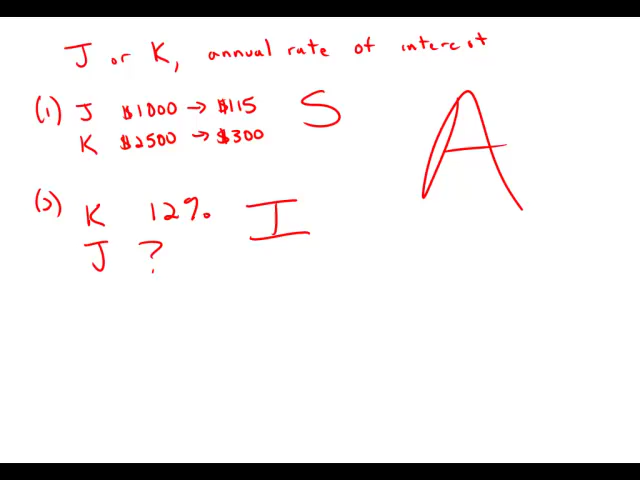 J or K, annual rate of interest
(1) J $1000 → $115 S
K $2500 → $300
A
(2) K 12% I
J ?